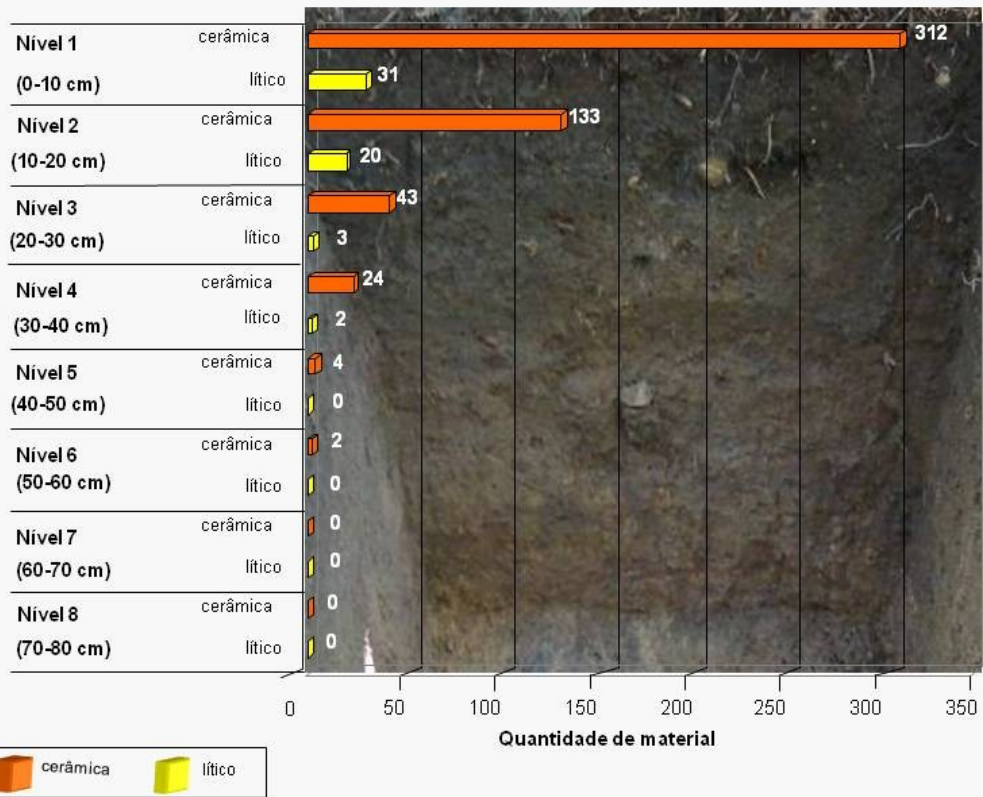 Nível 1
(0-10 cm)
cerâmica
312
lítico
31
Nível 2
(10-20 cm)
cerâmica
133
lítico
20
Nível 3
(20-30 cm)
cerâmica
43
lítico
3
Nível 4
(30-40 cm)
cerâmica
24
lítico
2
Nível 5
(40-50 cm)
cerâmica
4
lítico
0
Nível 6
(50-60 cm)
cerâmica
2
lítico
0
Nível 7
(60-70 cm)
cerâmica
0
lítico
0
Nível 8
(70-80 cm)
cerâmica
0
lítico
0
0 50 100 150 200 250 300 350
Quantidade de material
cerâmica lítico